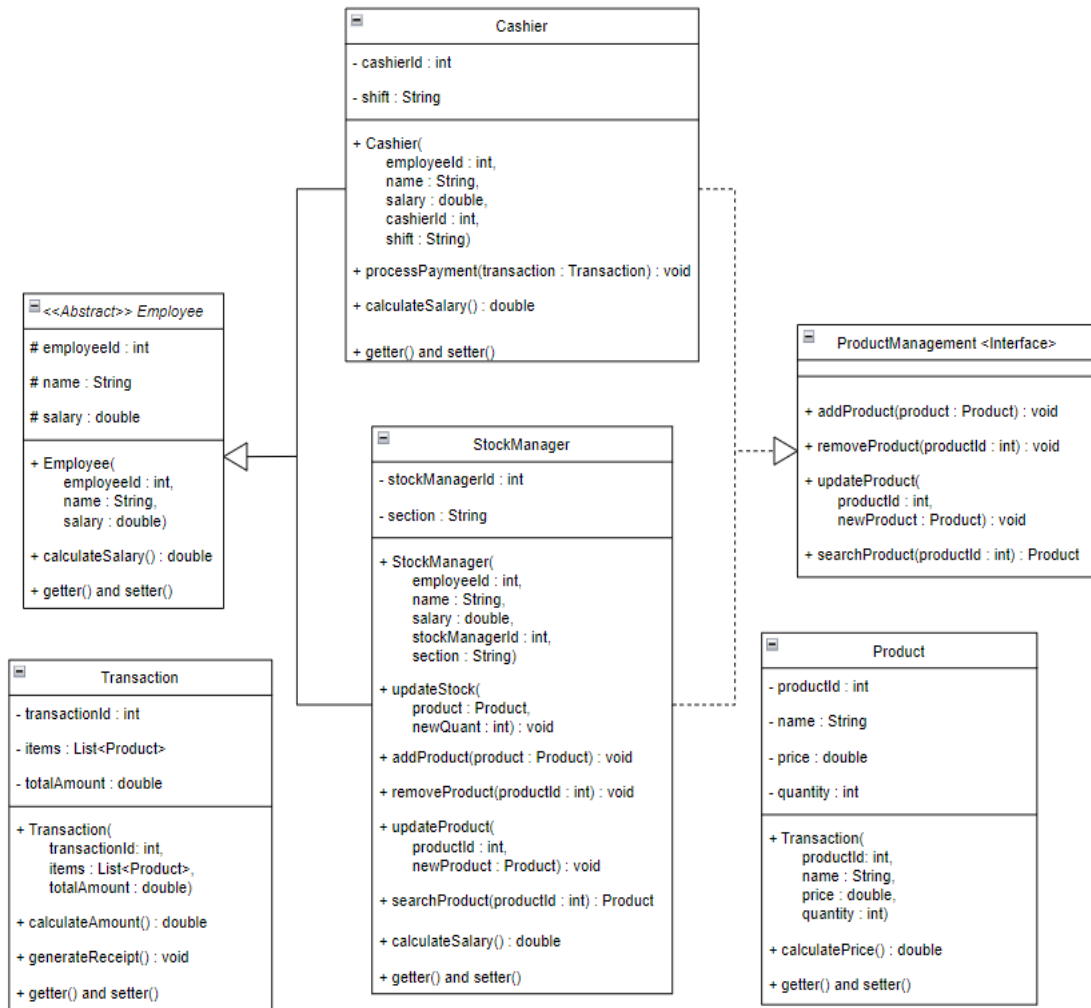 Cashier
- cashierId : int
- shift : String
+ Cashier(
employeeId : int,
name : String,
salary : double,
cashierId : int,
shift : String)
+ processPayment(transaction : Transaction) : void
+ calculateSalary() : double
+ getter() and setter()
<<Abstract>> Employee
# employeeId : int
# name : String
# salary : double
+ Employee(
employeeId : int,
name : String,
salary : double)
+ calculateSalary() : double
+ getter() and setter()
ProductManagement <Interface>
+ addProduct(product : Product) : void
+ removeProduct(productId : int) : void
+ updateProduct(
productId : int,
newProduct : Product) : void
+ searchProduct(productId : int) : Product
StockManager
- stockManagerId : int
- section : String
+ StockManager(
employeeId : int,
name : String,
salary : double,
stockManagerId : int,
section : String)
+ updateStock(
product : Product,
newQuant : int) : void
+ addProduct(product : Product) : void
+ removeProduct(productId : int) : void
+ updateProduct(
productId : int,
newProduct : Product) : void
+ searchProduct(productId : int) : Product
+ calculateSalary() : double
+ getter() and setter()
Transaction
- transactionId : int
- items : List<Product>
- totalAmount : double
+ Transaction(
transactionId: int,
items : List<Product>,
totalAmount : double)
+ calculateAmount() : double
+ generateReceipt() : void
+ getter() and setter()
Product
- productId : int
- name : String
- price : double
- quantity : int
+ Transaction(
productId: int,
name : String,
price : double,
quantity : int)
+ calculatePrice() : double
+ getter() and setter()